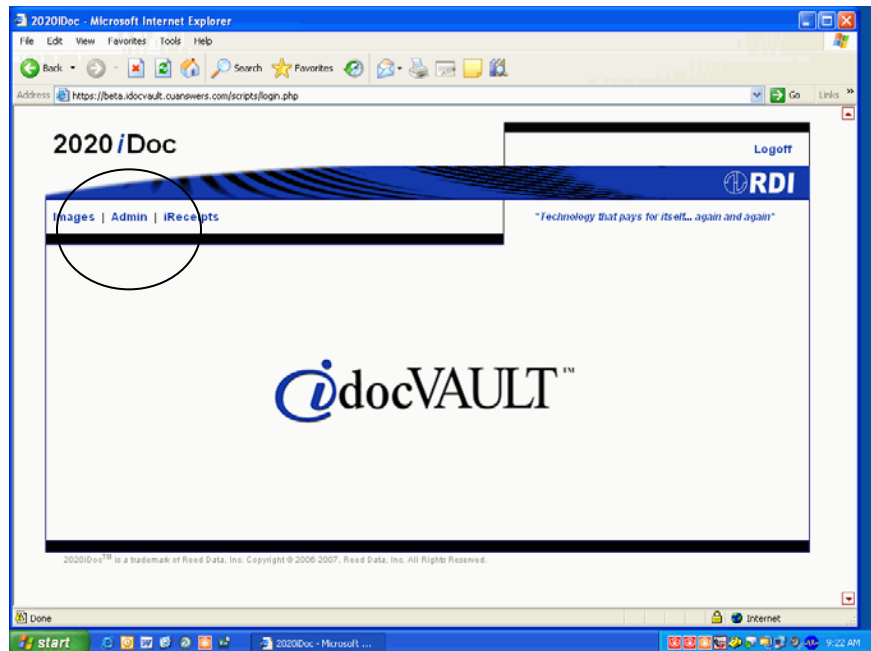 2020iDoc - Microsoft Internet Explorer
File Edit View Favorites Tools Help
Back Search Favorites
Address https://beta.idocvault.cuanswers.com/scripts/login.php Go Links »
2020 iDoc
Logoff
RDI
Images | Admin | iReceipts
"Technology that pays for itself... again and again"
idocVAULT™
2020iDoc™ is a trademark of Reed Data, Inc. Copyright © 2006-2007, Reed Data, Inc. All Rights Reserved.
Done Internet
start 2020iDoc - Microsoft ... 9:22 AM